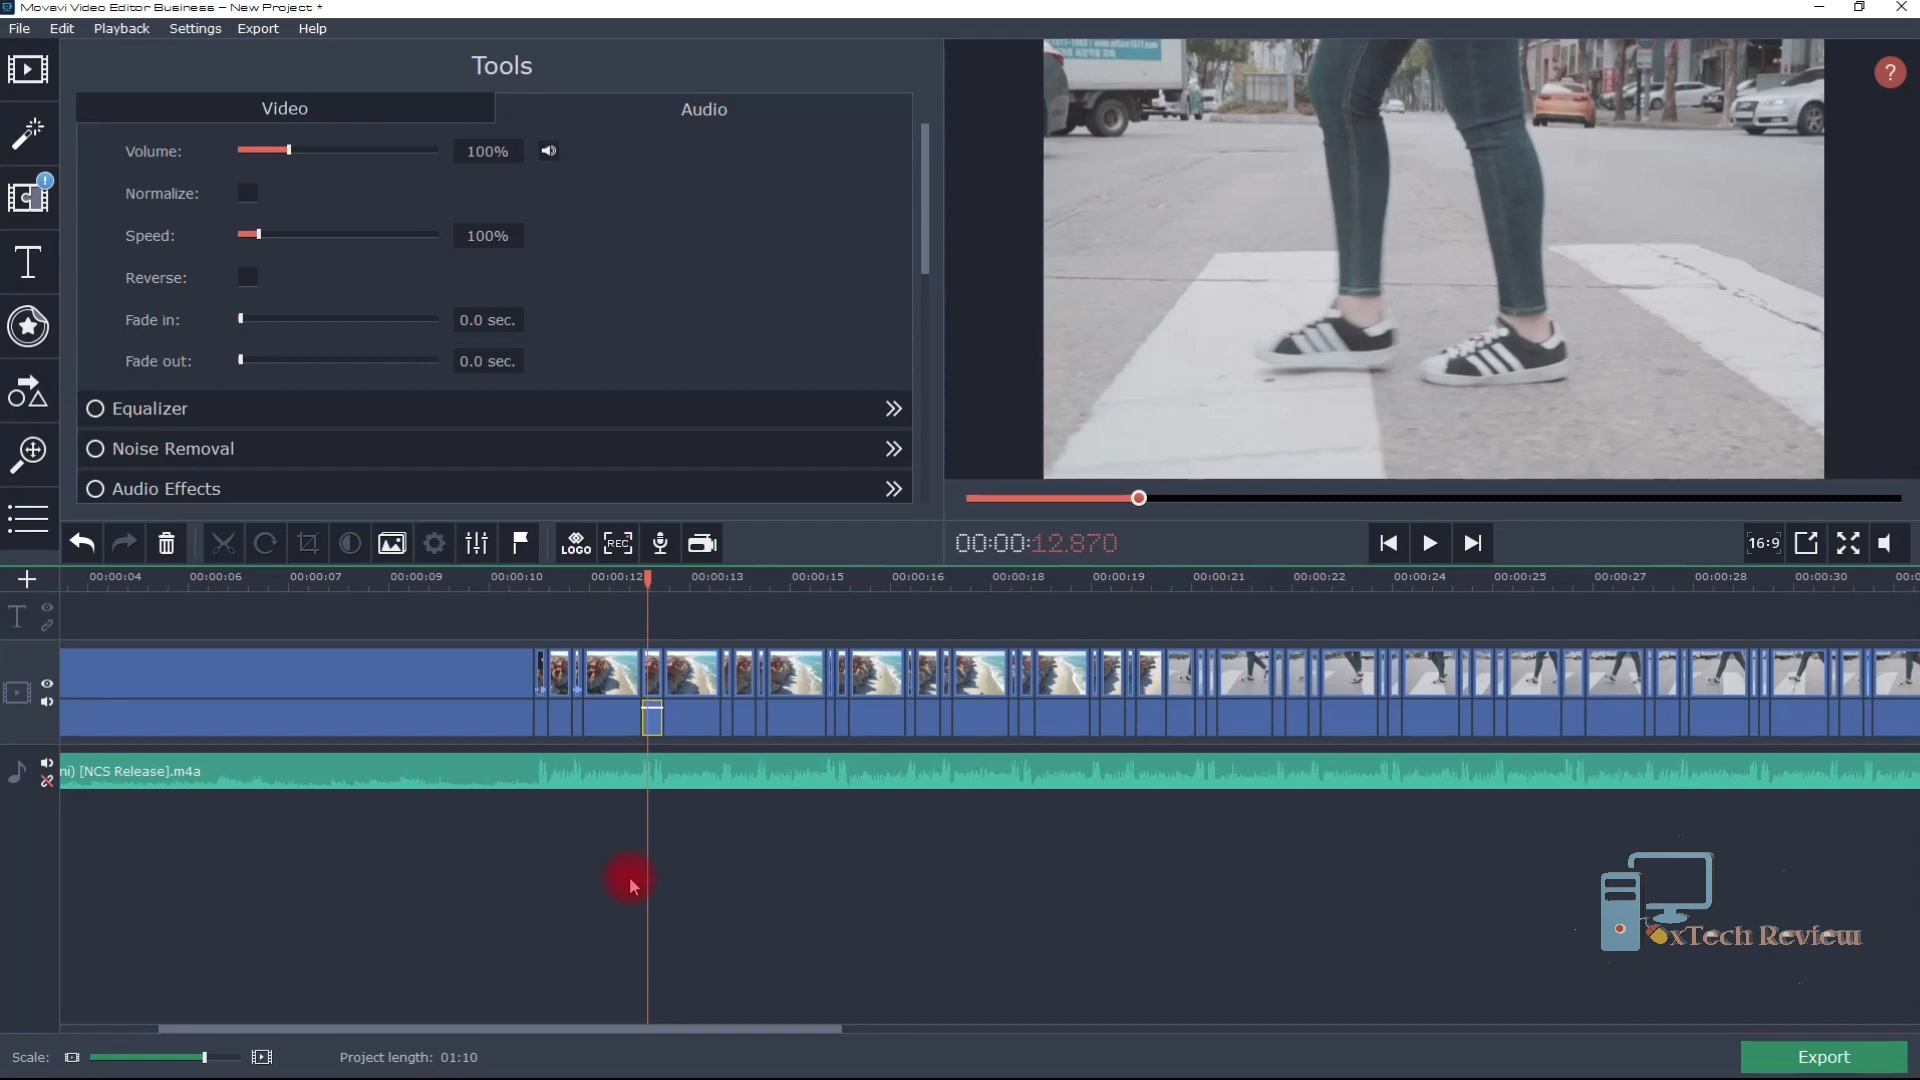 Movavi Video Editor Business – New Project *
File Edit Playback Settings Export Help
Tools
Video Audio
Volume: 100%
Normalize:
Speed: 100%
Reverse:
Fade in: 0.0 sec.
Fade out: 0.0 sec.
Equalizer
Noise Removal
Audio Effects
?
LOGO REC
00:00:12.870
16:9
00:00:04 00:00:06 00:00:07 00:00:09 00:00:10 00:00:12 00:00:13 00:00:15 00:00:16 00:00:18 00:00:19 00:00:21 00:00:22 00:00:24 00:00:25 00:00:27 00:00:28 00:00:30 00:0
T
ni) [NCS Release].m4a
xTech Review
Scale: Project length: 01:10
Export